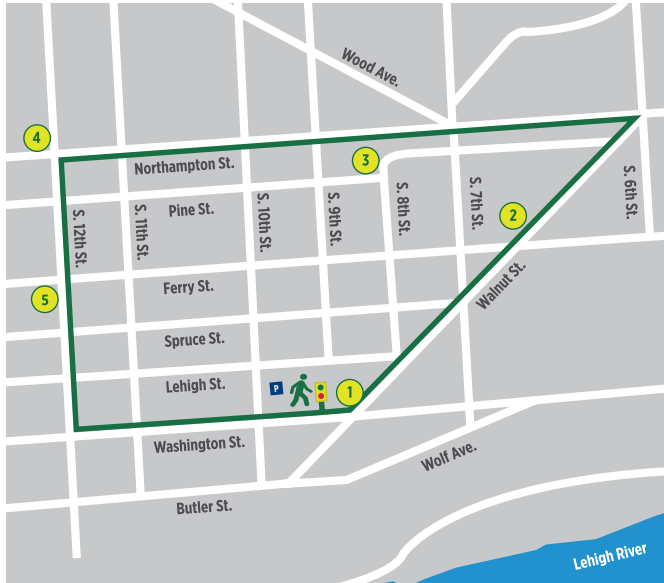 Wood Ave.
4
Northampton St.
3
S. 12th St.
S. 11th St.
Pine St.
S. 10th St.
S. 9th St.
S. 8th St.
S. 7th St.
2
S. 6th St.
5
Ferry St.
Walnut St.
Spruce St.
Lehigh St.
P
1
Washington St.
Wolf Ave.
Butler St.
Lehigh River